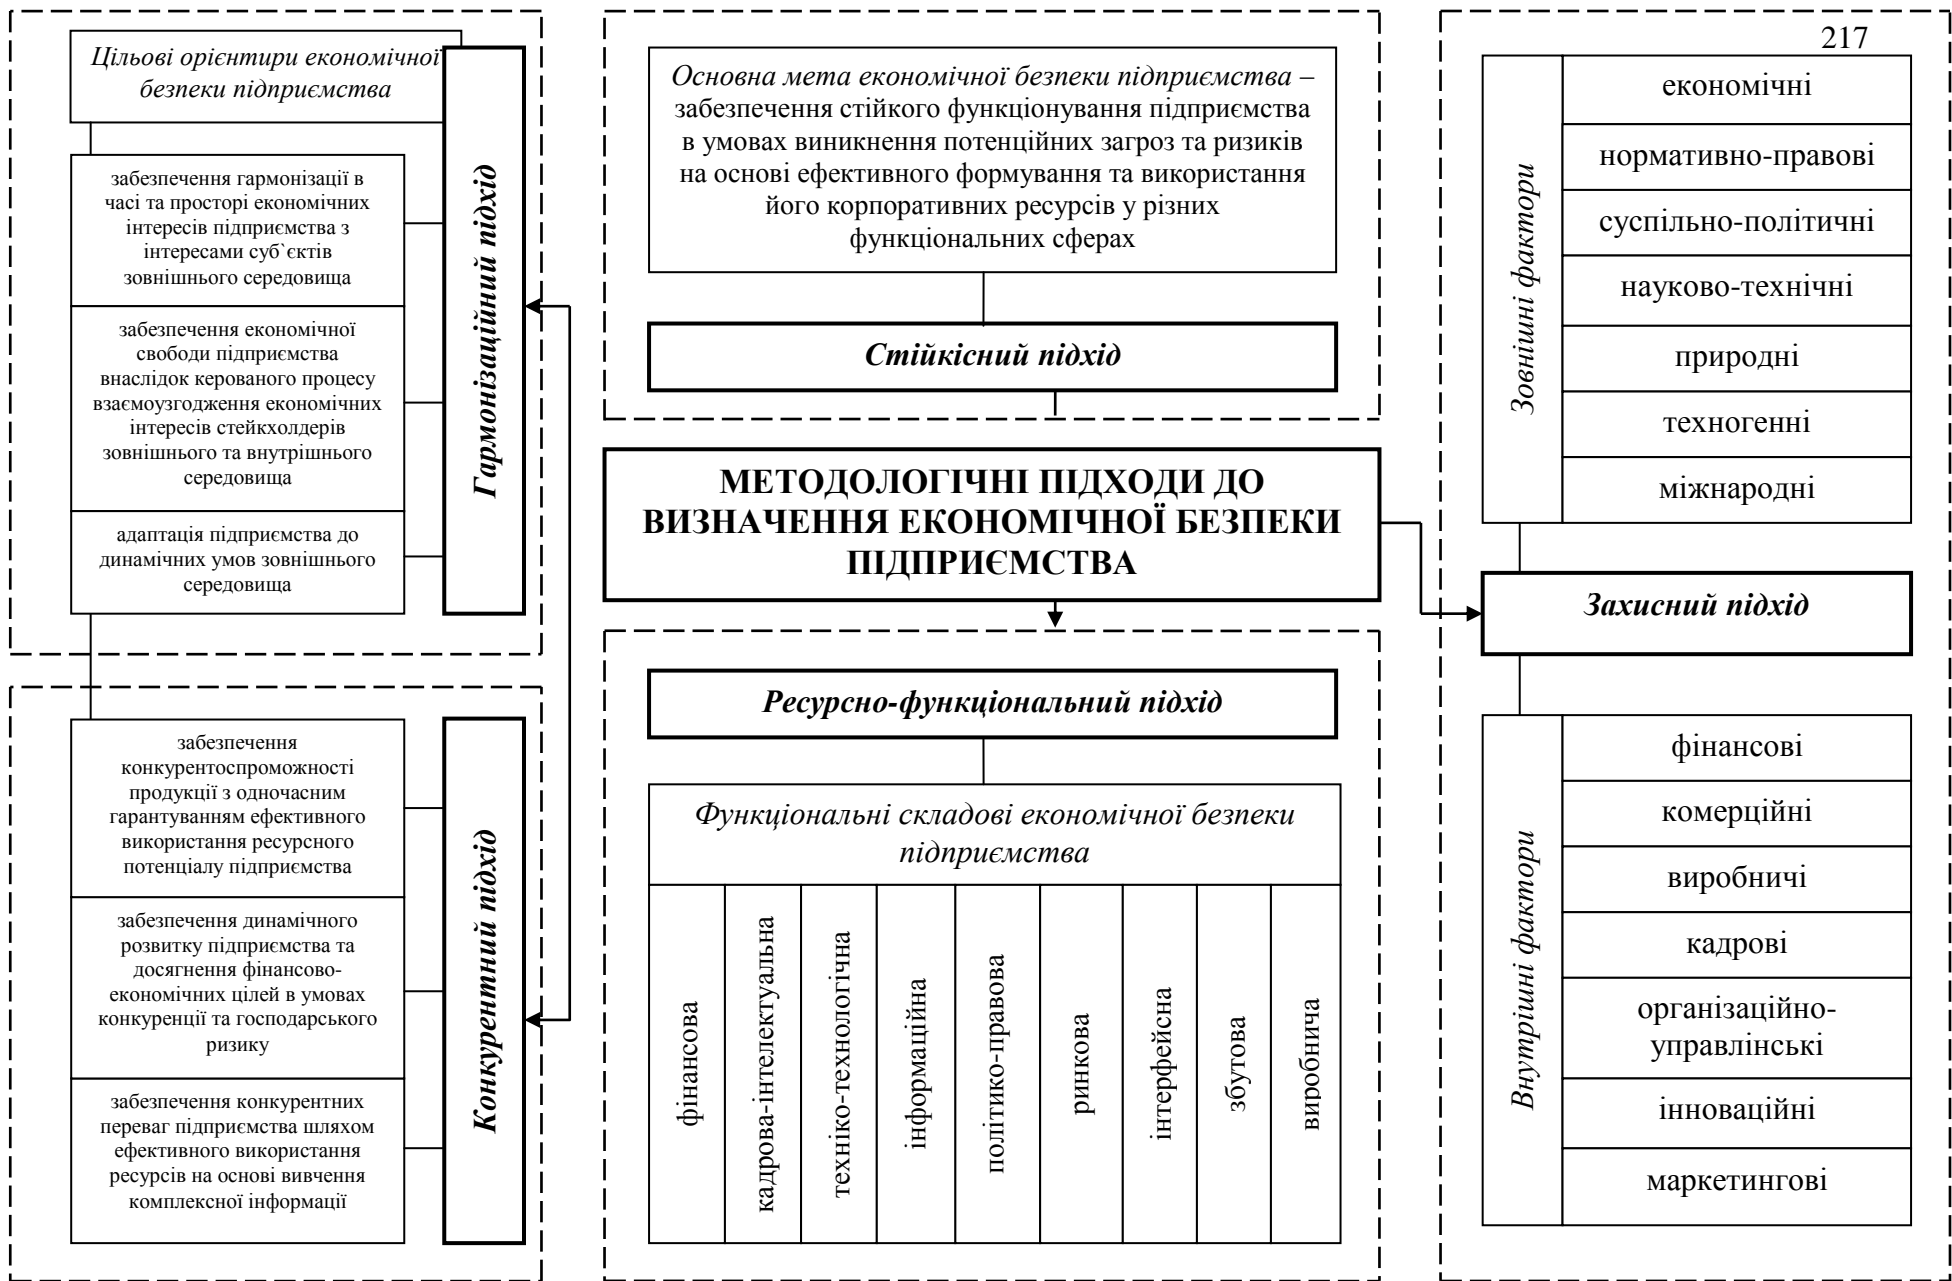 217
Цільові орієнтири економічної
безпеки підприємства
забезпечення гармонізації в
часі та просторі економічних
інтересів підприємства з
інтересами суб`єктів
зовнішнього середовища
забезпечення економічної
свободи підприємства
внаслідок керованого процесу
взаємоузгодження економічних
інтересів стейкхолдерів
зовнішнього та внутрішнього
середовища
адаптація підприємства до
динамічних умов зовнішнього
середовища
Гармонізаційний підхід
забезпечення
конкурентоспроможності
продукції з одночасним
гарантуванням ефективного
використання ресурсного
потенціалу підприємства
забезпечення динамічного
розвитку підприємства та
досягнення фінансово-
економічних цілей в умовах
конкуренції та господарського
ризику
забезпечення конкурентних
переваг підприємства шляхом
ефективного використання
ресурсів на основі вивчення
комплексної інформації
Конкурентний підхід
Основна мета економічної безпеки підприємства –
забезпечення стійкого функціонування підприємства
в умовах виникнення потенційних загроз та ризиків
на основі ефективного формування та використання
його корпоративних ресурсів у різних
функціональних сферах
Стійкісний підхід
МЕТОДОЛОГІЧНІ ПІДХОДИ ДО
ВИЗНАЧЕННЯ ЕКОНОМІЧНОЇ БЕЗПЕКИ
ПІДПРИЄМСТВА
Ресурсно-функціональний підхід
Функціональні складові економічної безпеки
підприємства
фінансова
кадрова-інтелектуальна
техніко-технологічна
інформаційна
політико-правова
ринкова
інтерфейсна
збутова
виробнича
Зовнішні фактори
економічні
нормативно-правові
суспільно-політичні
науково-технічні
природні
техногенні
міжнародні
Захисний підхід
Внутрішні фактори
фінансові
комерційні
виробничі
кадрові
організаційно-
управлінські
інноваційні
маркетингові